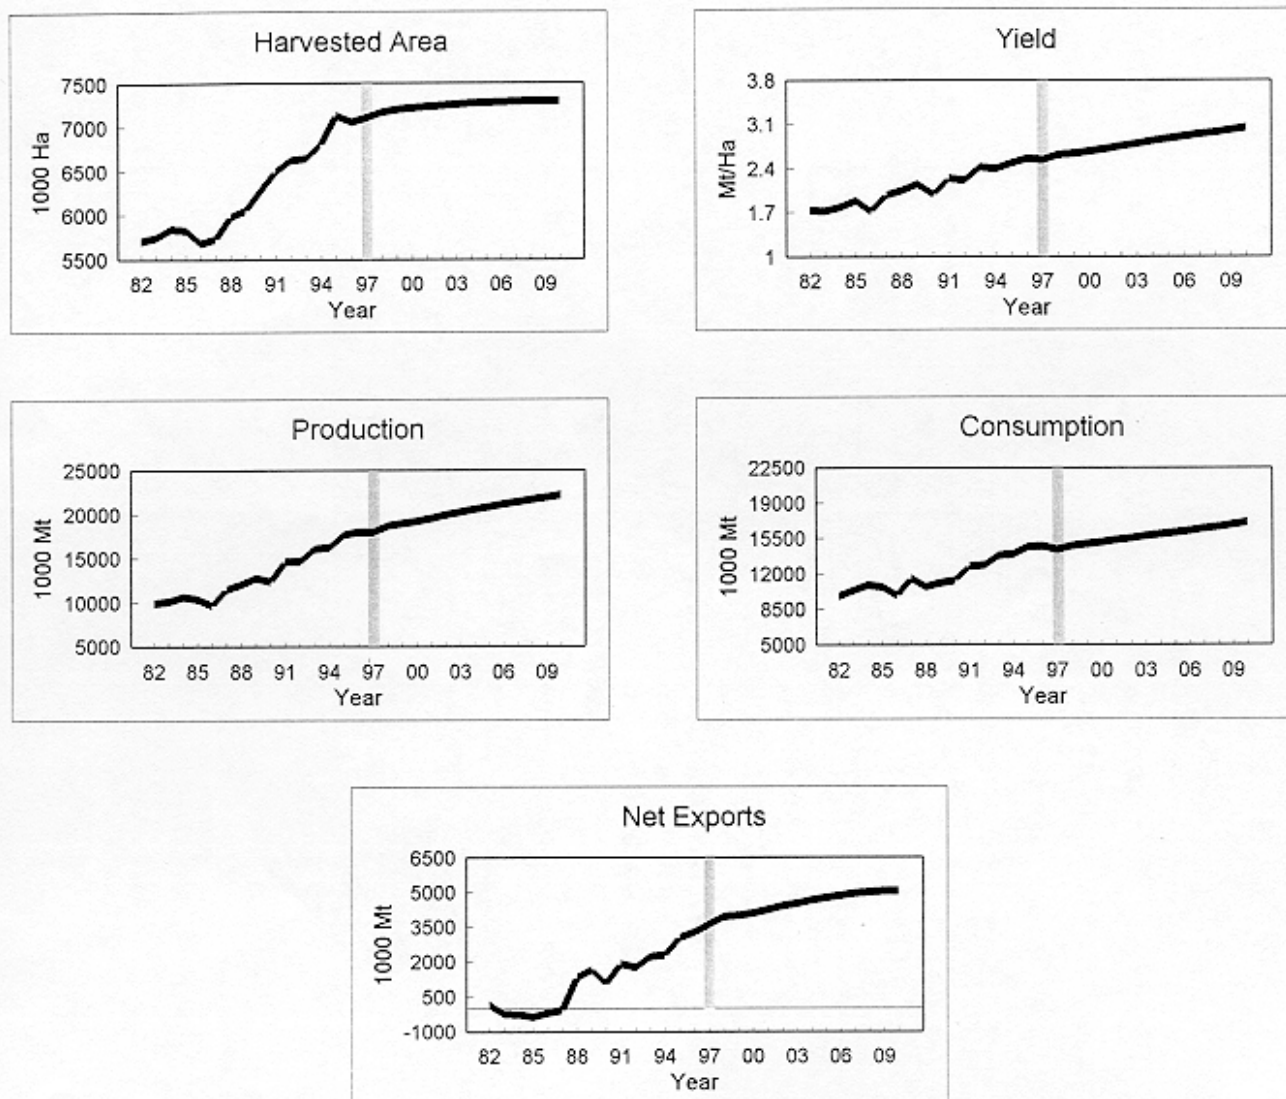 Harvested Area
7500
7000
6500
6000
5500
1000 Ha
82 85 88 91 94 97 00 03 06 09
Year
Yield
3.8
3.1
2.4
1.7
1
Mt/Ha
82 85 88 91 94 97 00 03 06 09
Year
Production
25000
20000
15000
10000
5000
1000 Mt
82 85 88 91 94 97 00 03 06 09
Year
Consumption
22500
19000
15500
12000
8500
5000
1000 Mt
82 85 88 91 94 97 00 03 06 09
Year
Net Exports
6500
5000
3500
2000
500
-1000
1000 Mt
82 85 88 91 94 97 00 03 06 09
Year